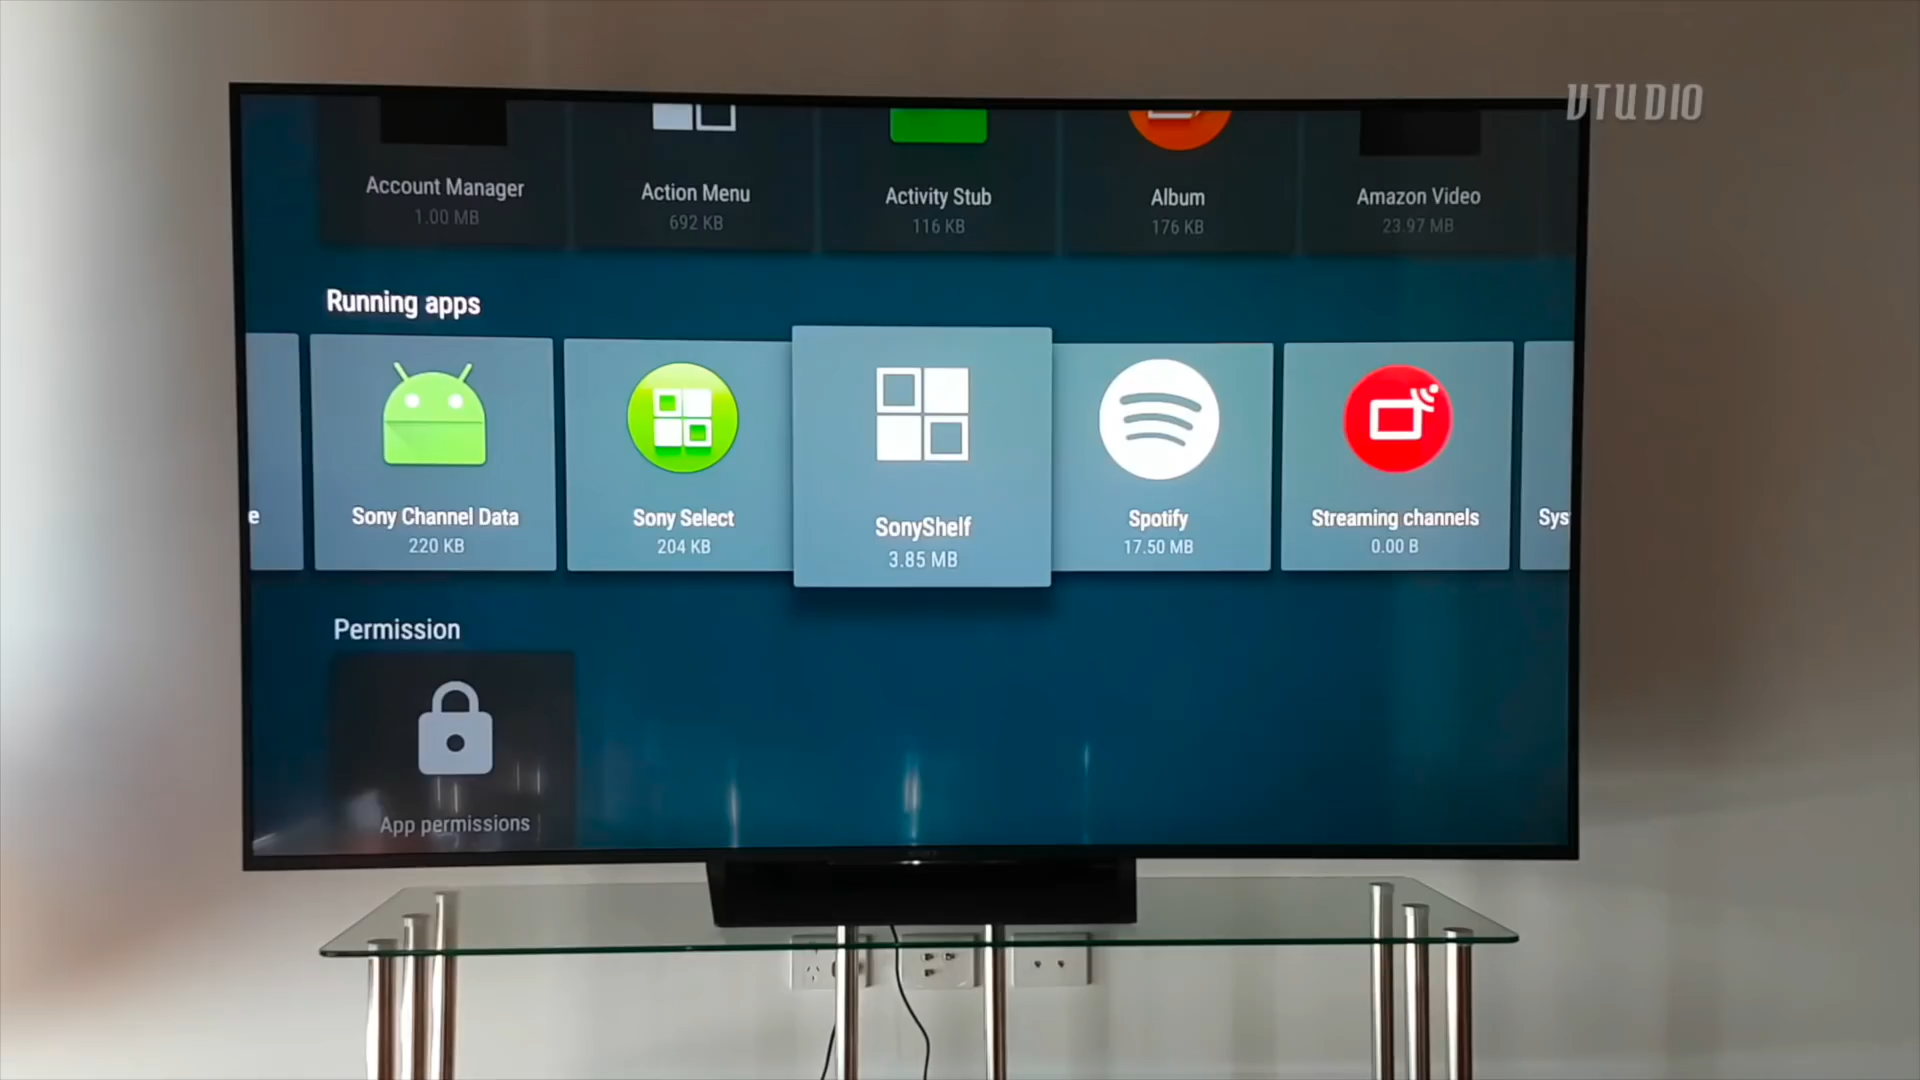 VTUDIO
Account Manager
1.00 MB
Action Menu
692 KB
Activity Stub
116 KB
Album
176 KB
Amazon Video
23.97 MB
Running apps
e
Sony Channel Data
220 KB
Sony Select
204 KB
SonyShelf
3.85 MB
Spotify
17.50 MB
Streaming channels
0.00 B
Sys
Permission
App permissions